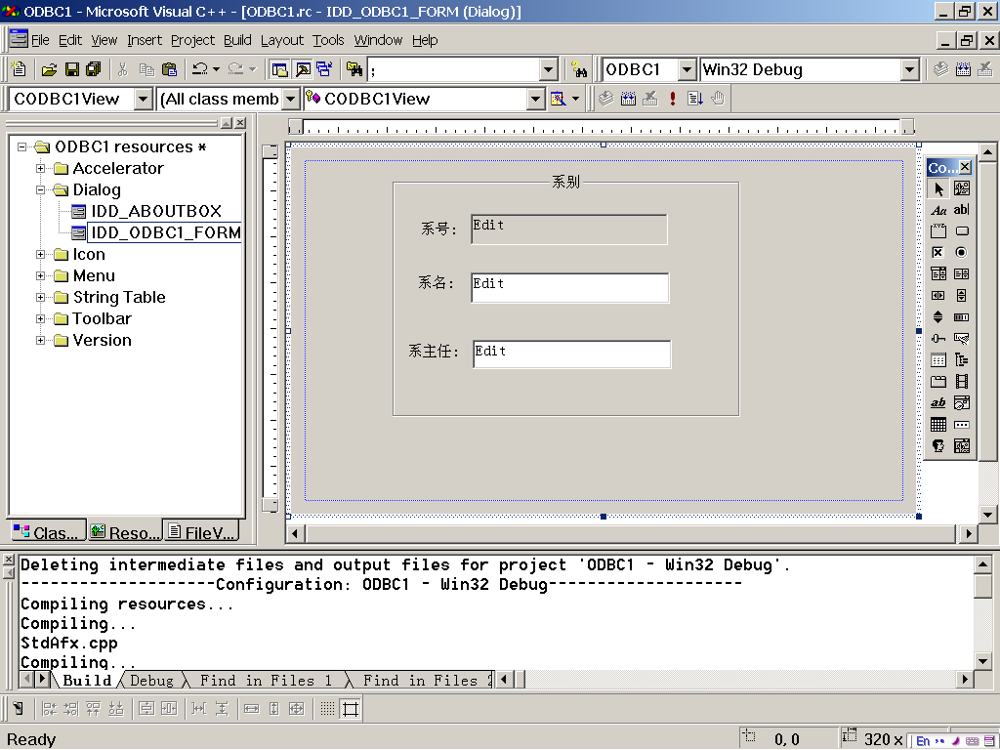 ODBC1 - Microsoft Visual C++ - [ODBC1.rc - IDD_ODBC1_FORM (Dialog)]
File Edit View Insert Project Build Layout Tools Window Help
; ODBC1 Win32 Debug
CODBC1View (All class memb CODBC1View
ODBC1 resources *
Accelerator
Dialog
IDD_ABOUTBOX
IDD_ODBC1_FORM
Icon
Menu
String Table
Toolbar
Version
Clas... Reso... FileV...
系别
系号: Edit
系名: Edit
系主任: Edit
Co...
Aa ab|
ab
Deleting intermediate files and output files for project 'ODBC1 - Win32 Debug'.
--------------------Configuration: ODBC1 - Win32 Debug--------------------
Compiling resources...
Compiling...
StdAfx.cpp
Compiling...
Build Debug Find in Files 1 Find in Files 2
Ready 0, 0 320 x En